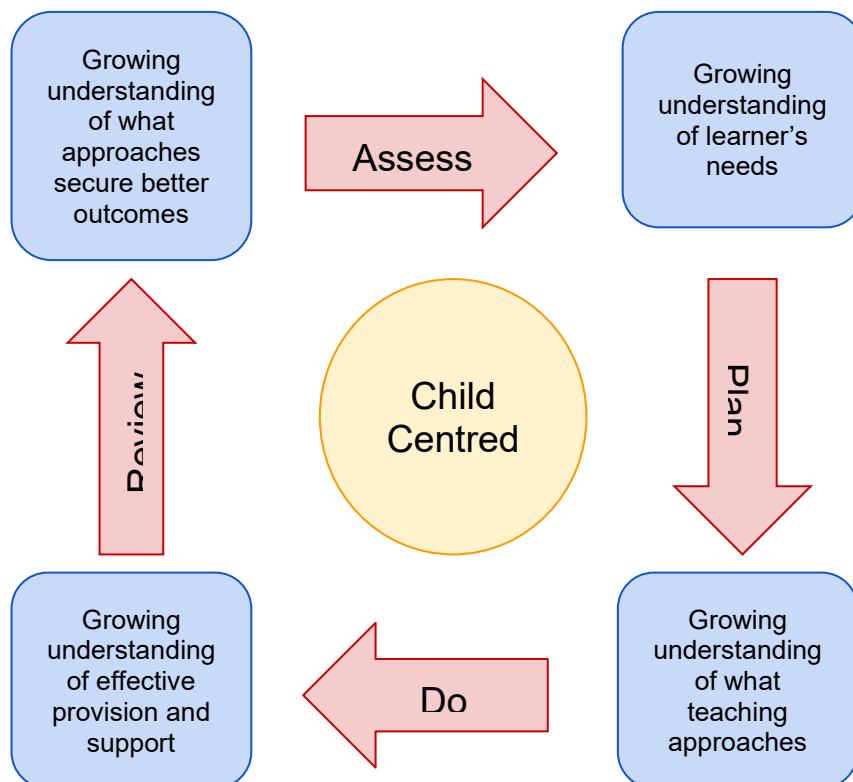 Growing
understanding
of what
approaches
secure better
outcomes
Assess
Growing
understanding
of learner’s
needs
Review
Child
Centred
Plan
Growing
understanding
of effective
provision and
support
Do
Growing
understanding
of what
teaching
approaches